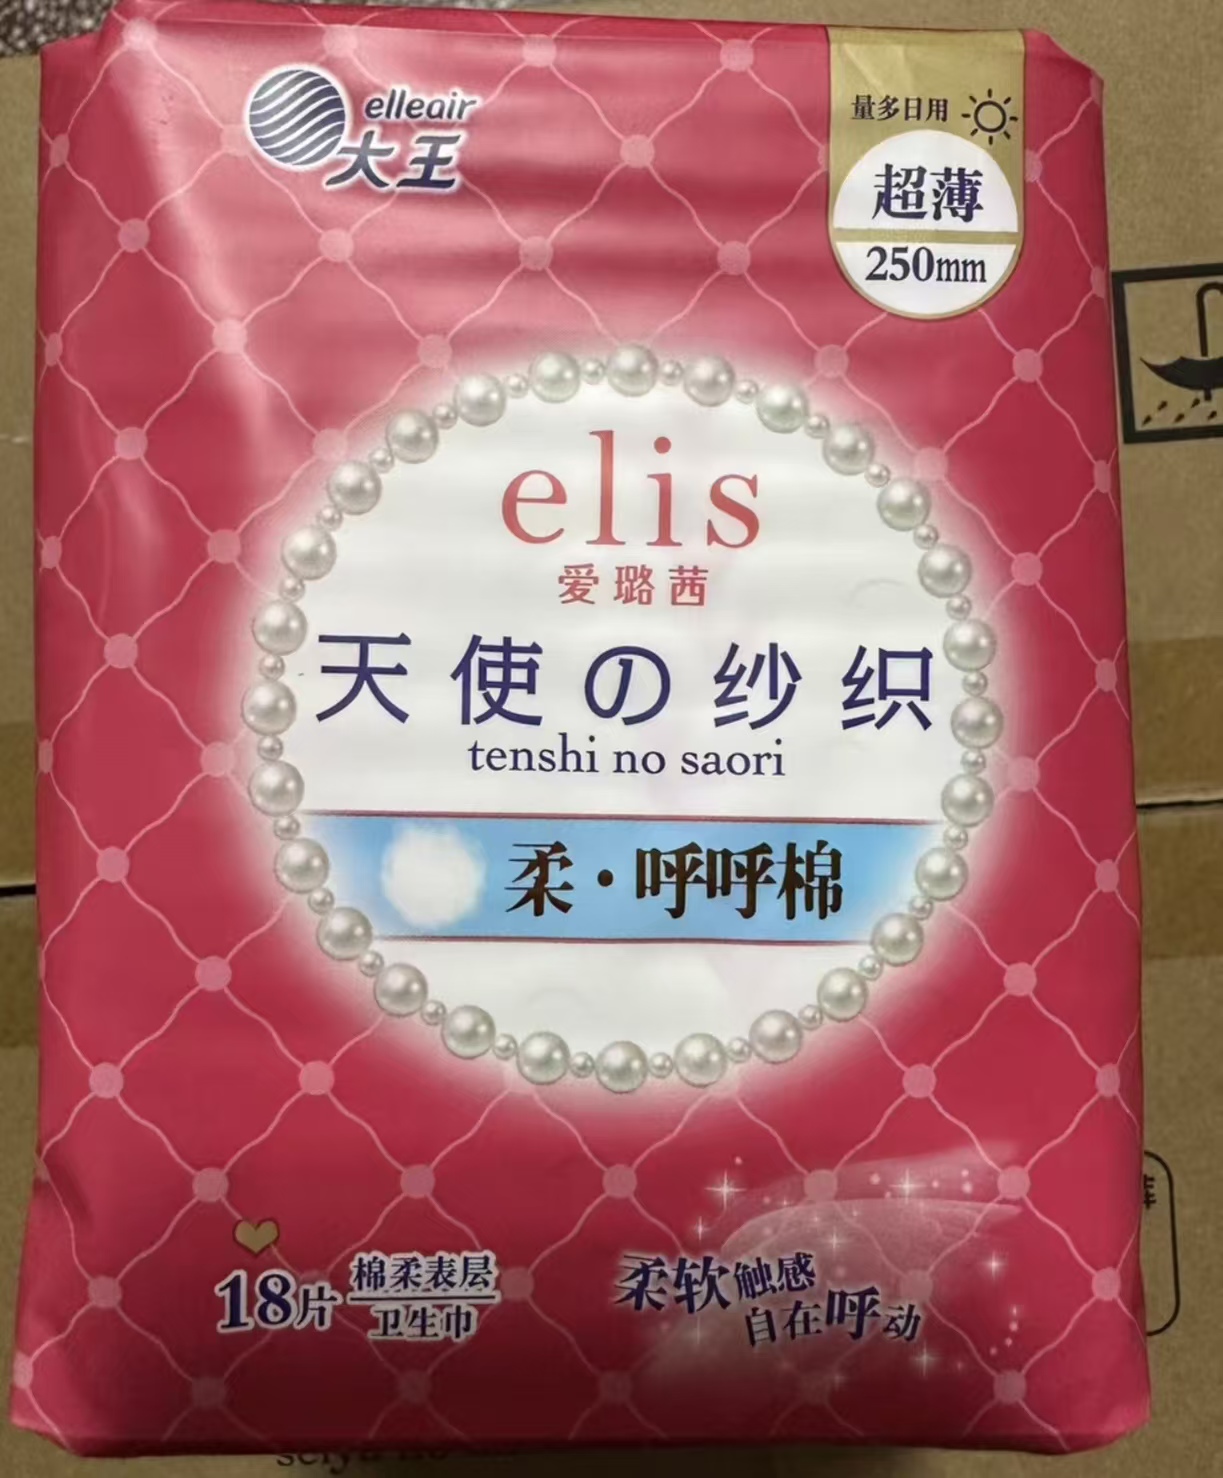 elleair
大王
量多日用
超薄
250mm
elis
爱璐茜
天使の纱织
tenshi no saori
柔·呼呼棉
18片
棉柔表层
卫生巾
柔软触感
自在呼动